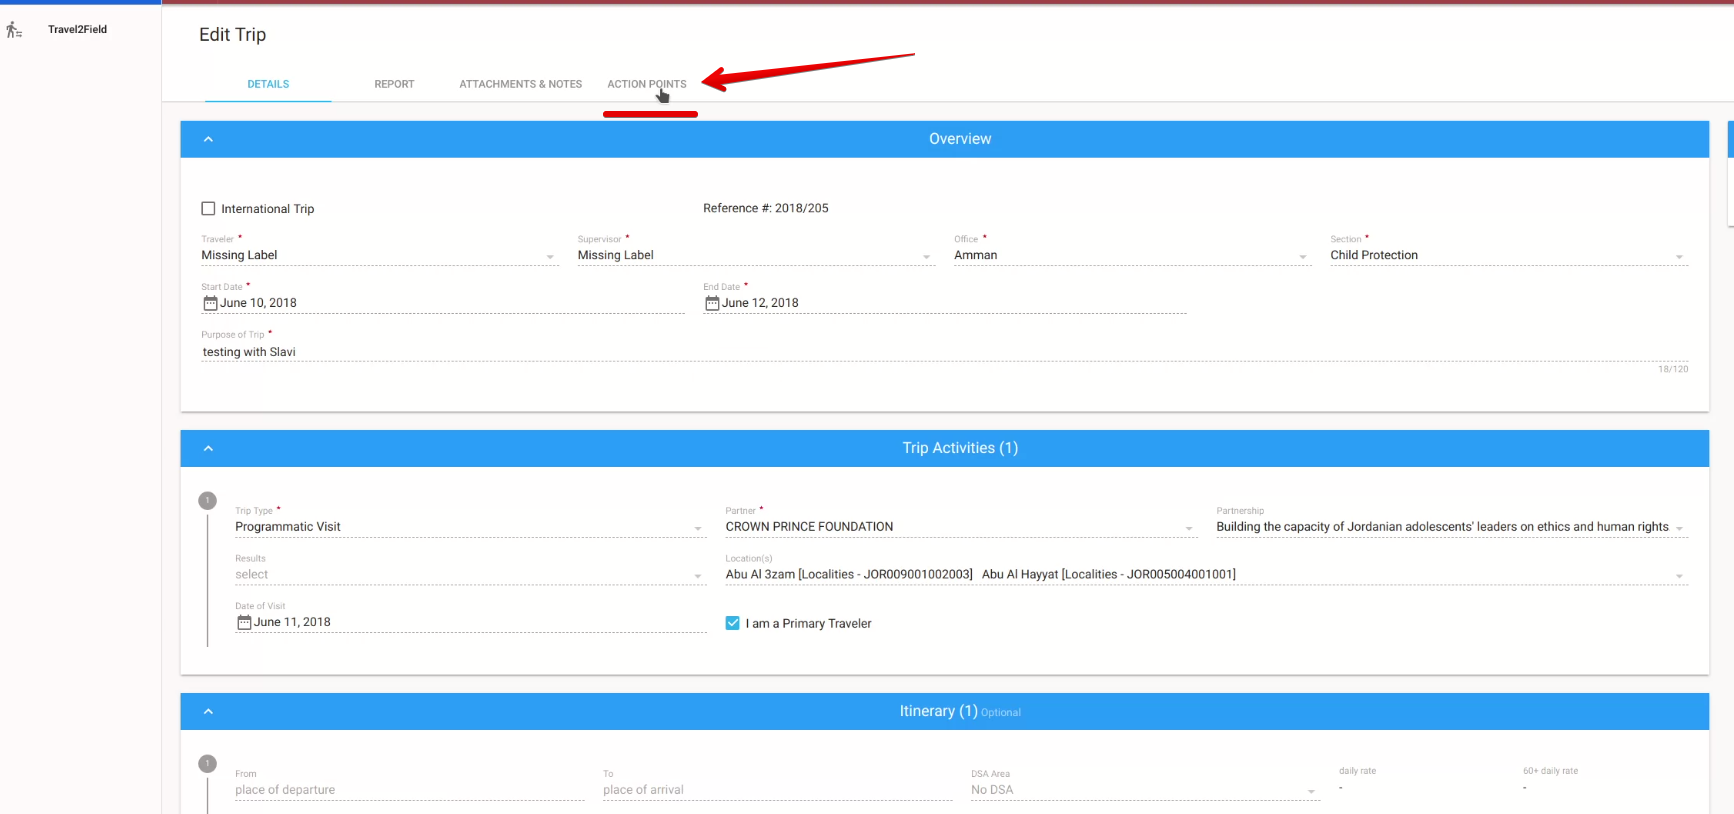 Travel2Field
Edit Trip
DETAILS REPORT ATTACHMENTS & NOTES ACTION POINTS
Overview
International Trip Reference #: 2018/205
Traveler * Supervisor * Office * Section *
Missing Label Missing Label Amman Child Protection
Start Date * End Date *
June 10, 2018 June 12, 2018
Purpose of Trip *
testing with Slavi
18/120
Trip Activities (1)
1
Trip Type * Partner * Partnership
Programmatic Visit CROWN PRINCE FOUNDATION Building the capacity of Jordanian adolescents' leaders on ethics and human rights
Results Location(s)
select Abu Al 3zam [Localities - JOR009001002003] Abu Al Hayyat [Localities - JOR005004001001]
Date of Visit
June 11, 2018 I am a Primary Traveler
Itinerary (1) Optional
1
From To DSA Area daily rate 60+ daily rate
place of departure place of arrival No DSA - -